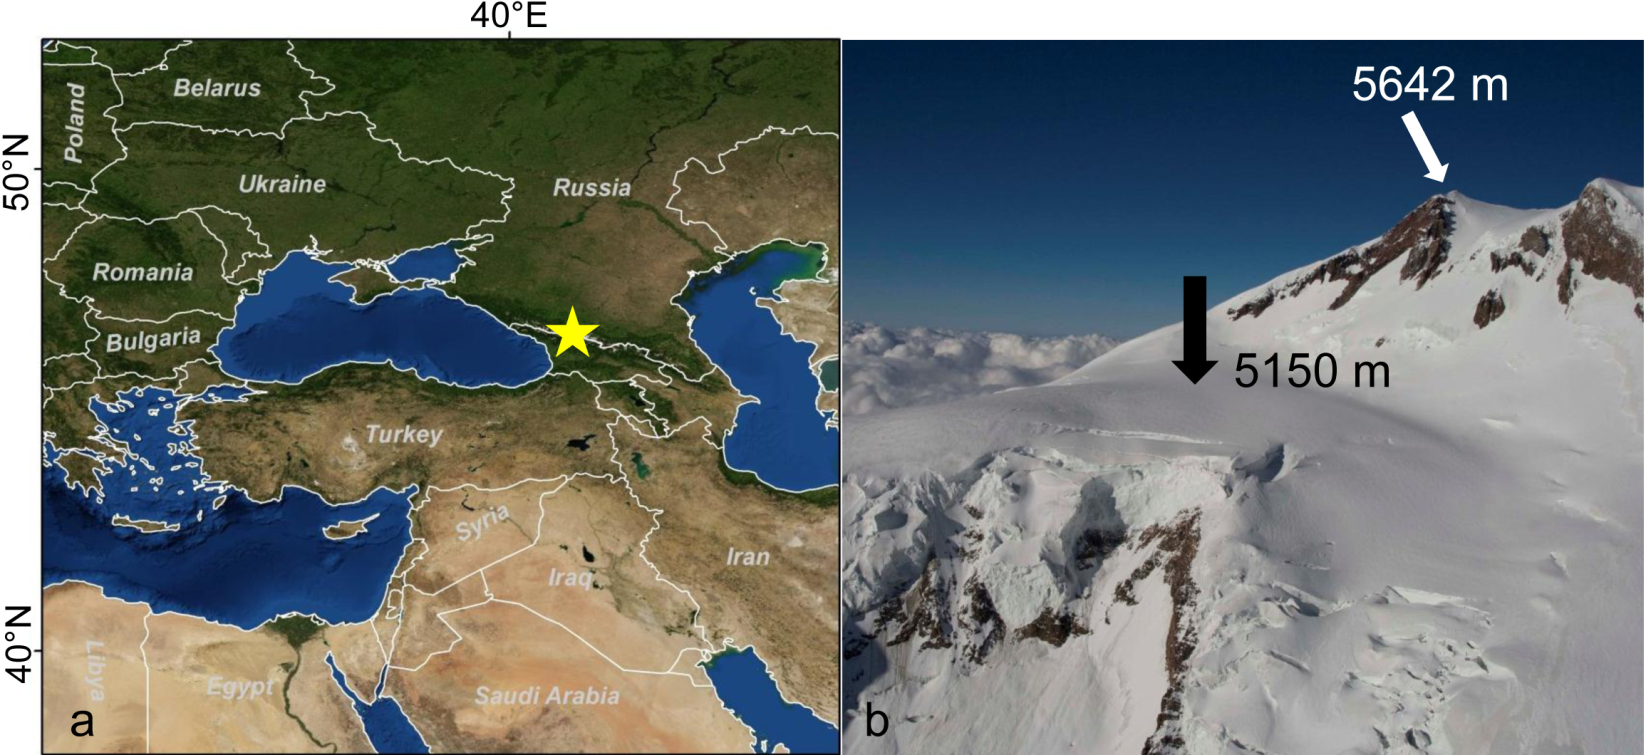 40°E
Belarus
Poland
50°N
Ukraine
Russia
Romania
Bulgaria
Turkey
Syria
Iran
Iraq
40°N
Libya
Egypt
Saudi Arabia
a
5642 m
5150 m
b